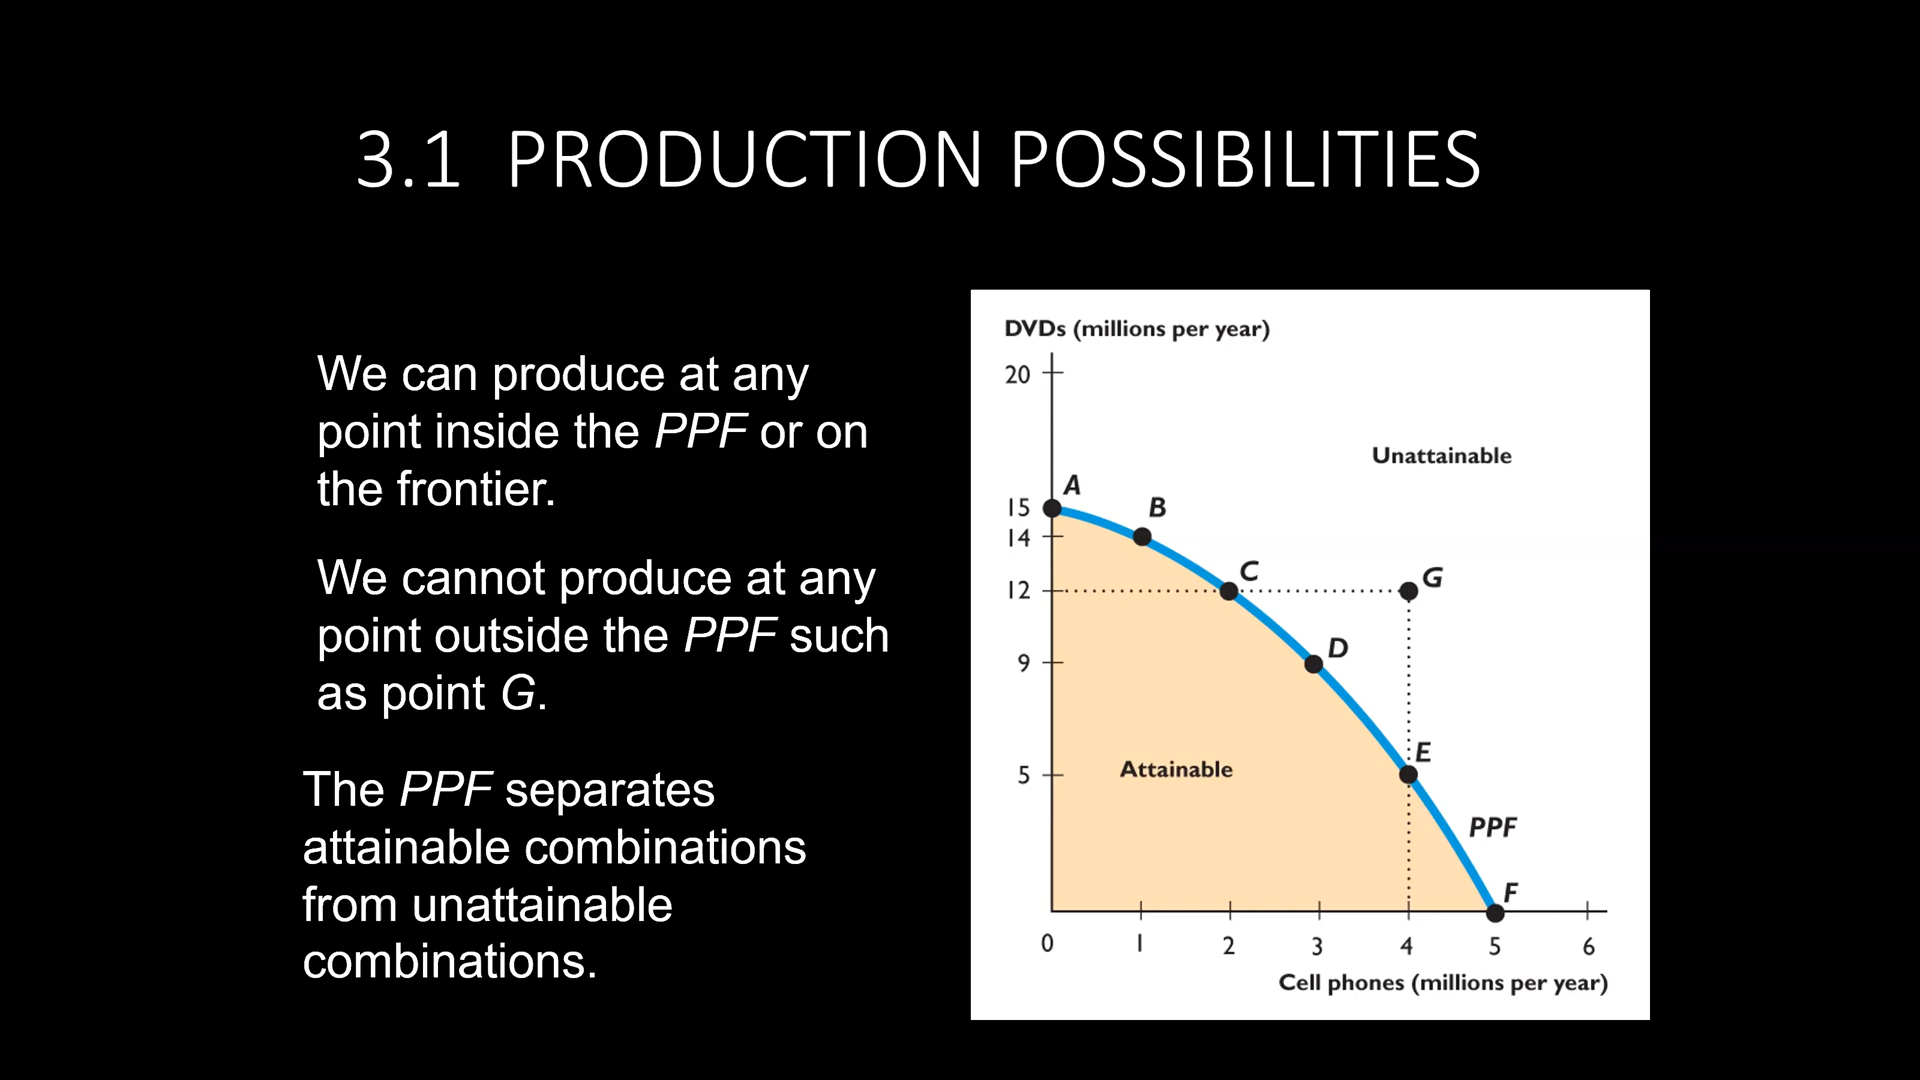 3.1 PRODUCTION POSSIBILITIES
We can produce at any
point inside the PPF or on
the frontier.
We cannot produce at any
point outside the PPF such
as point G.
The PPF separates
attainable combinations
from unattainable
combinations.
DVDs (millions per year)
20
Unattainable
A
15
B
14
C
G
12
D
9
E
5
Attainable
PPF
F
0 1 2 3 4 5 6
Cell phones (millions per year)